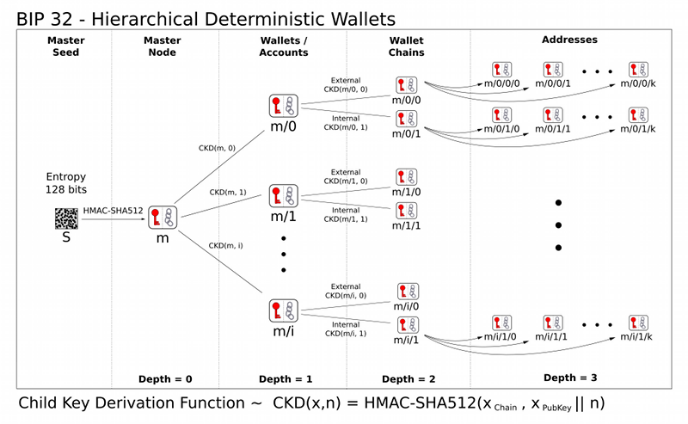 BIP 32 - Hierarchical Deterministic Wallets
Master
Seed
Master
Node
Wallets /
Accounts
Wallet
Chains
Addresses
Entropy
128 bits
S
HMAC-SHA512
m
CKD(m, 0)
CKD(m, 1)
CKD(m, i)
m/0
m/1
m/i
External
CKD(m/0, 0)
Internal
CKD(m/0, 1)
External
CKD(m/1, 0)
Internal
CKD(m/1, 1)
External
CKD(m/i, 0)
Internal
CKD(m/i, 1)
m/0/0
m/0/1
m/1/0
m/1/1
m/i/0
m/i/1
m/0/0/0 m/0/0/1 m/0/0/k
m/0/1/0 m/0/1/1 m/0/1/k
m/i/1/0 m/i/1/1 m/i/1/k
Depth = 0 Depth = 1 Depth = 2 Depth = 3
Child Key Derivation Function ~ CKD(x,n) = HMAC-SHA512(x Chain , x PubKey || n)